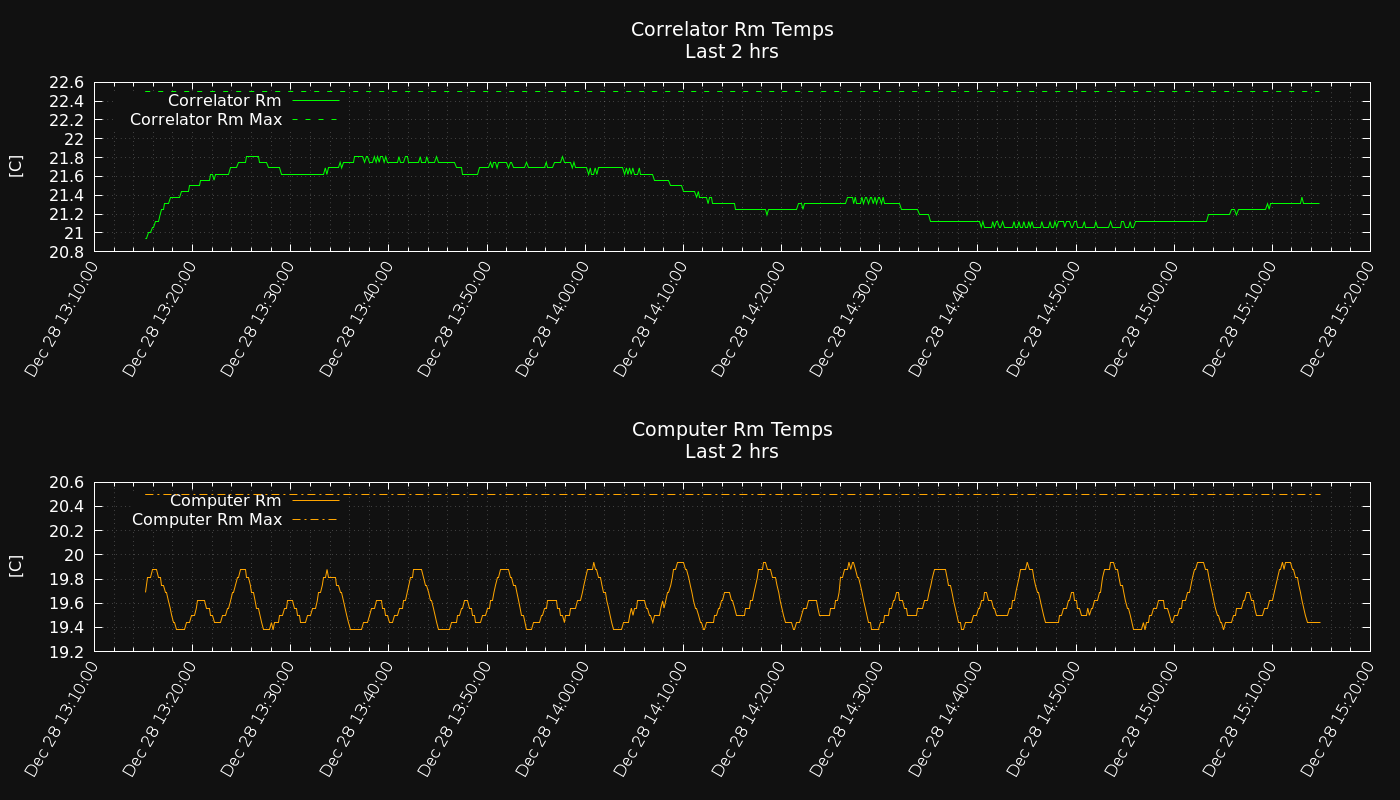 Correlator Rm Temps
Last 2 hrs
[C]
22.6
22.4
22.2
22
21.8
21.6
21.4
21.2
21
20.8
Correlator Rm
Correlator Rm Max
Dec 28 13:10:00
Dec 28 13:20:00
Dec 28 13:30:00
Dec 28 13:40:00
Dec 28 13:50:00
Dec 28 14:00:00
Dec 28 14:10:00
Dec 28 14:20:00
Dec 28 14:30:00
Dec 28 14:40:00
Dec 28 14:50:00
Dec 28 15:00:00
Dec 28 15:10:00
Dec 28 15:20:00
Computer Rm Temps
Last 2 hrs
[C]
20.6
20.4
20.2
20
19.8
19.6
19.4
19.2
Computer Rm
Computer Rm Max
Dec 28 13:10:00
Dec 28 13:20:00
Dec 28 13:30:00
Dec 28 13:40:00
Dec 28 13:50:00
Dec 28 14:00:00
Dec 28 14:10:00
Dec 28 14:20:00
Dec 28 14:30:00
Dec 28 14:40:00
Dec 28 14:50:00
Dec 28 15:00:00
Dec 28 15:10:00
Dec 28 15:20:00